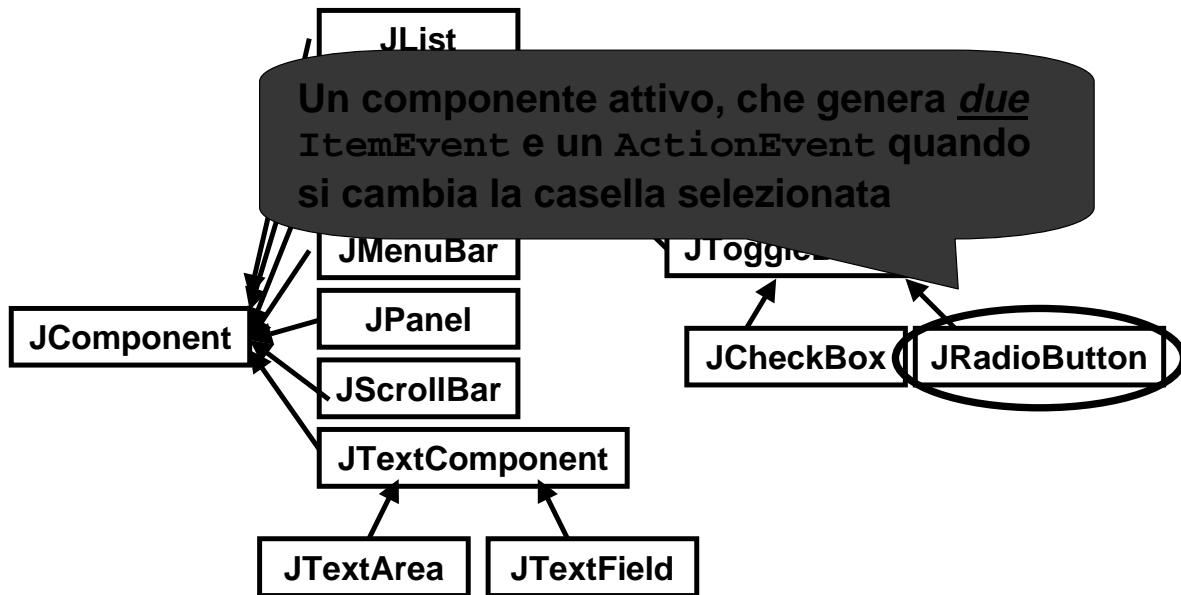 JList
Un componente attivo, che genera due
ItemEvent e un ActionEvent quando
si cambia la casella selezionata
JMenuBar
JComponent
JPanel
JCheckBox
JRadioButton
JScrollBar
JTextComponent
JTextArea
JTextField